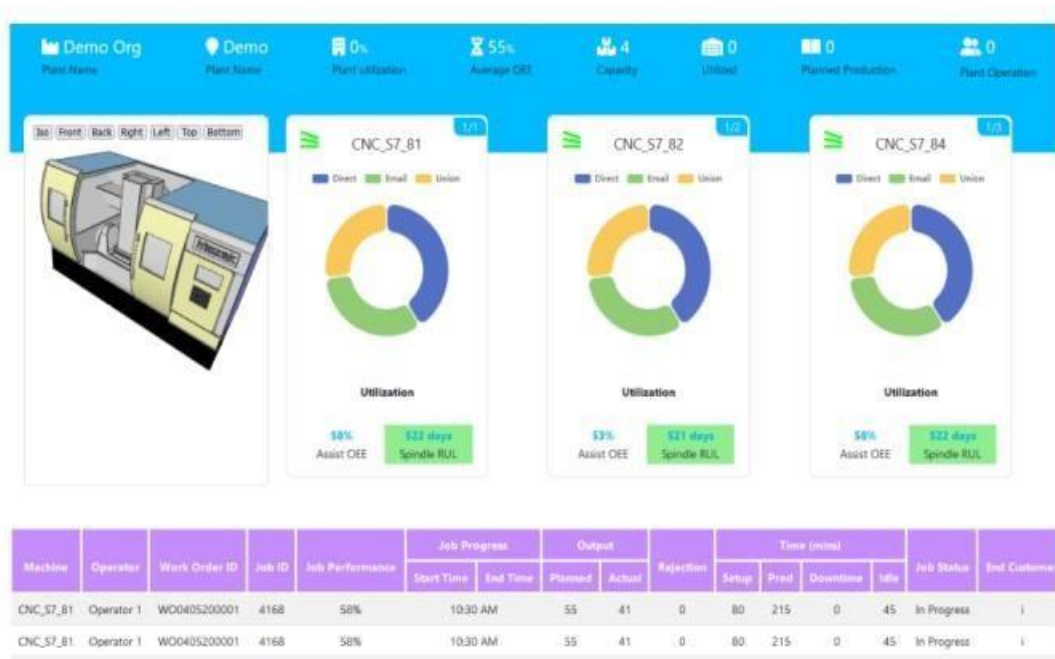 Demo Org
Demo
0%
55%
4
0
0
0
Plant Name
Plant Name
Plant utilization
Average OEE
Capacity
Utilized
Planned Production
Plant Operation
Iso Front Back Right Left Top Bottom
1/1
CNC_S7_81
Direct Email Union
Utilization
58%
Assist OEE
522 days
Spindle RUL
1/2
CNC_S7_82
Direct Email Union
Utilization
53%
Assist OEE
521 days
Spindle RUL
1/3
CNC_S7_84
Direct Email Union
Utilization
58%
Assist OEE
522 days
Spindle RUL
Machine Operator Work Order ID Job ID Job Performance Job Progress Output Rejection Time (mins) Job Status End Customer
Start Time End Time Planned Actual Setup Pred Downtime Idle
CNC_S7_81 Operator 1 WO0405200001 4168 58% 10:30 AM 55 41 0 80 215 0 45 In Progress i
CNC_S7_81 Operator 1 WO0405200001 4168 58% 10:30 AM 55 41 0 80 215 0 45 In Progress i